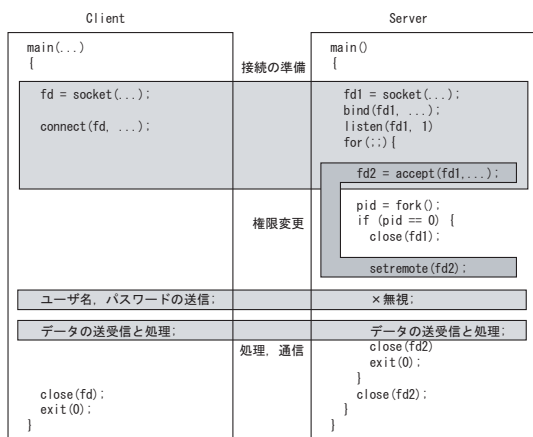 Client
Server
main(...)
{
fd = socket(...);
connect(fd, ...);
ユーザ名，パスワードの送信;
データの送受信と処理;
close(fd);
exit(0);
}
接続の準備
権限変更
処理，通信
main()
{
fd1 = socket(...);
bind(fd1, ...);
listen(fd1, 1)
for(;;){
fd2 = accept(fd1,...);
pid = fork();
if (pid == 0) {
close(fd1);
setremote(fd2);
×無視;
データの送受信と処理;
close(fd2)
exit(0);
}
close(fd2);
}
}